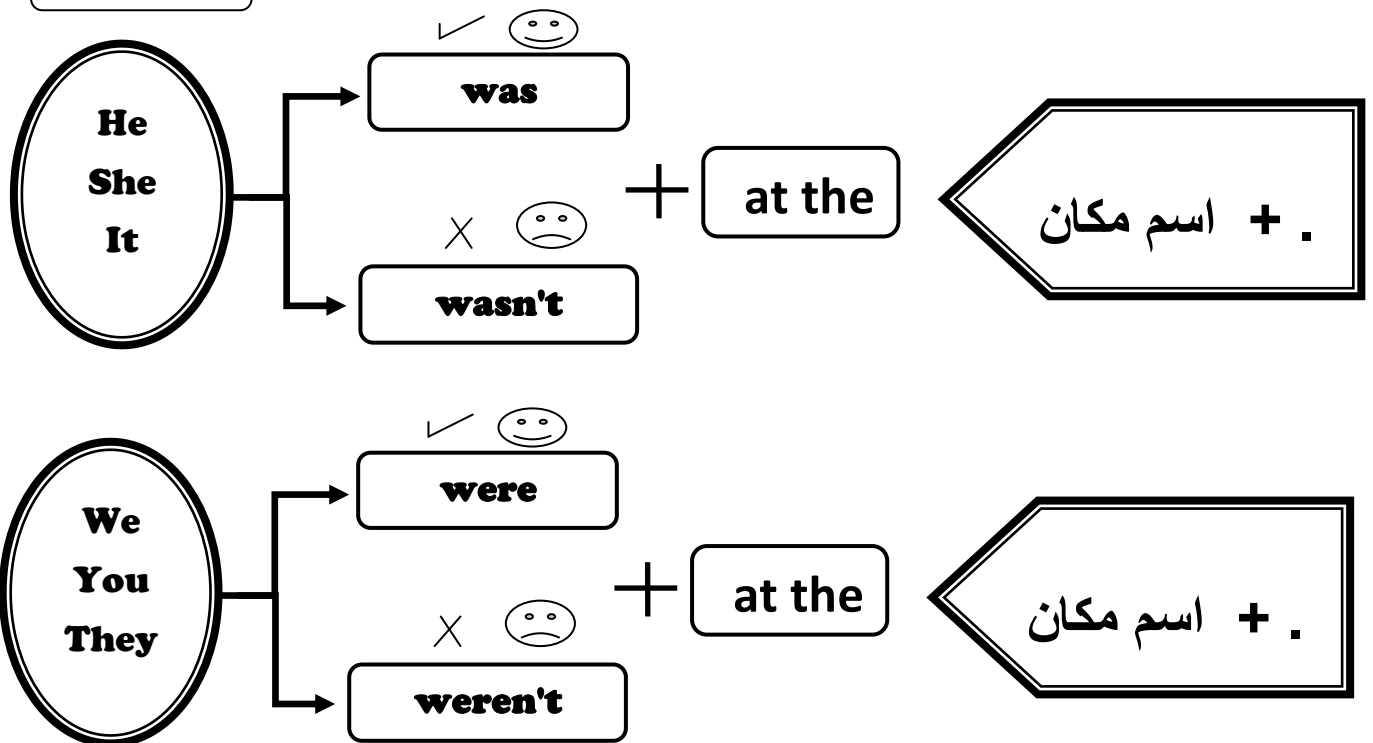 He
She
It
was
wasn't
at the
اسم مكان + .
We
You
They
were
weren't
at the
اسم مكان + .